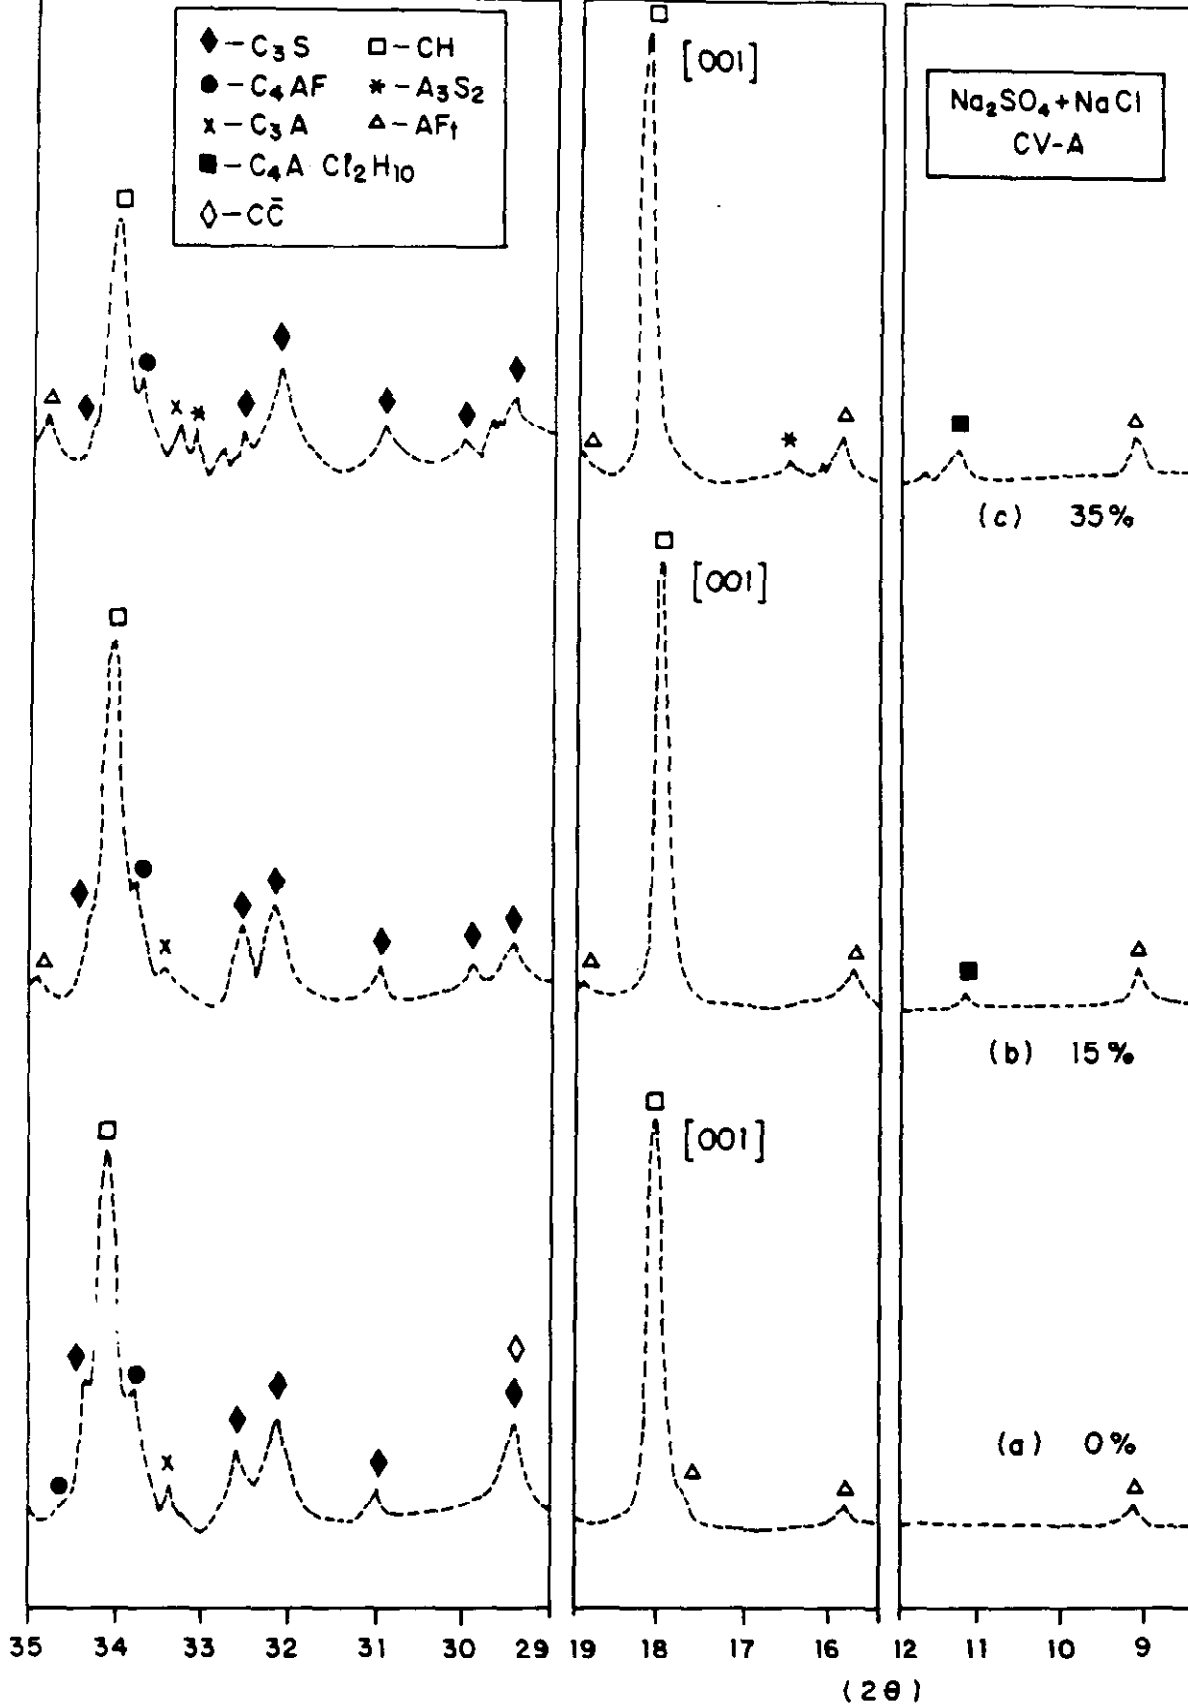 ◆ - C₃S □ - CH
● - C₄AF * - A₃S₂
x - C₃A △ - AFt
■ - C₄A Cl₂H₁₀
◇ - CC̄
[001]
Na₂SO₄ + NaCl
CV-A
(c) 35%
[001]
(b) 15%
[001]
(a) 0%
35 34 33 32 31 30 29 19 18 17 16 12 11 10 9
(2θ)